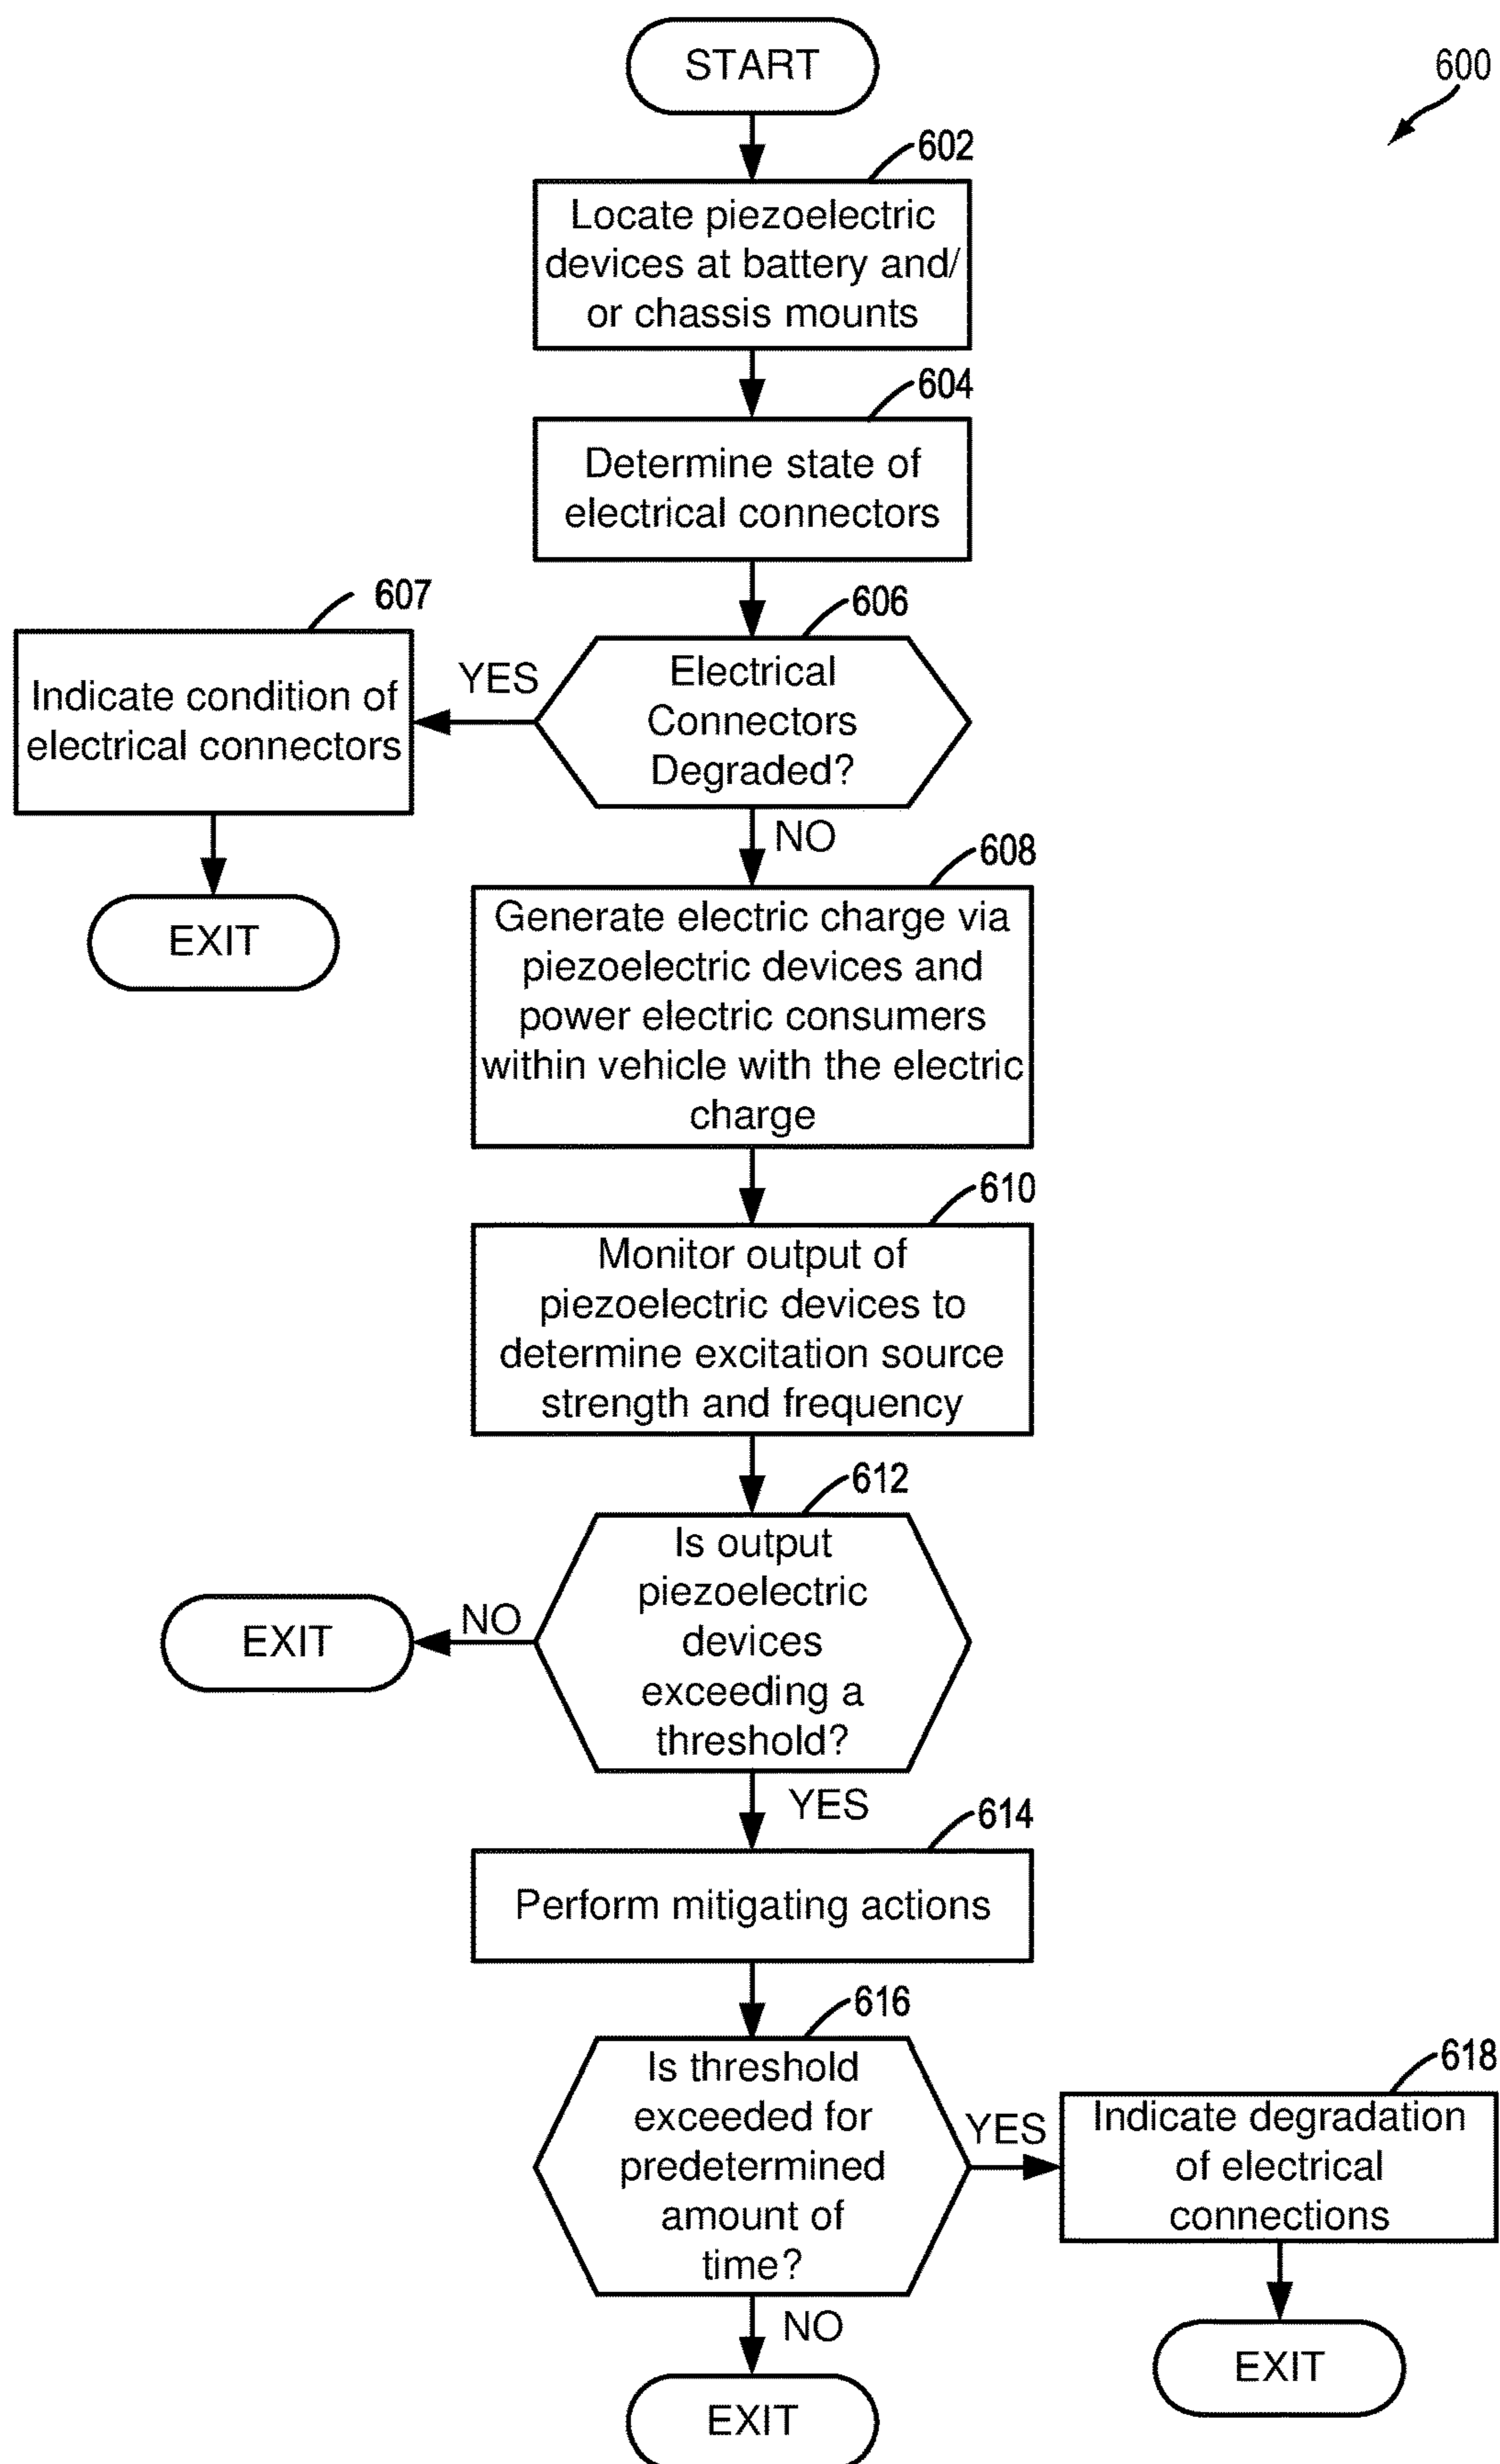 START
600
602
Locate piezoelectric
devices at battery and/
or chassis mounts
604
Determine state of
electrical connectors
606
Electrical
Connectors
Degraded?
YES
607
Indicate condition of
electrical connectors
EXIT
NO
608
Generate electric charge via
piezoelectric devices and
power electric consumers
within vehicle with the electric
charge
610
Monitor output of
piezoelectric devices to
determine excitation source
strength and frequency
612
Is output
piezoelectric
devices
exceeding a
threshold?
NO
EXIT
YES
614
Perform mitigating actions
616
Is threshold
exceeded for
predetermined
amount of
time?
YES
618
Indicate degradation
of electrical
connections
EXIT
NO
EXIT